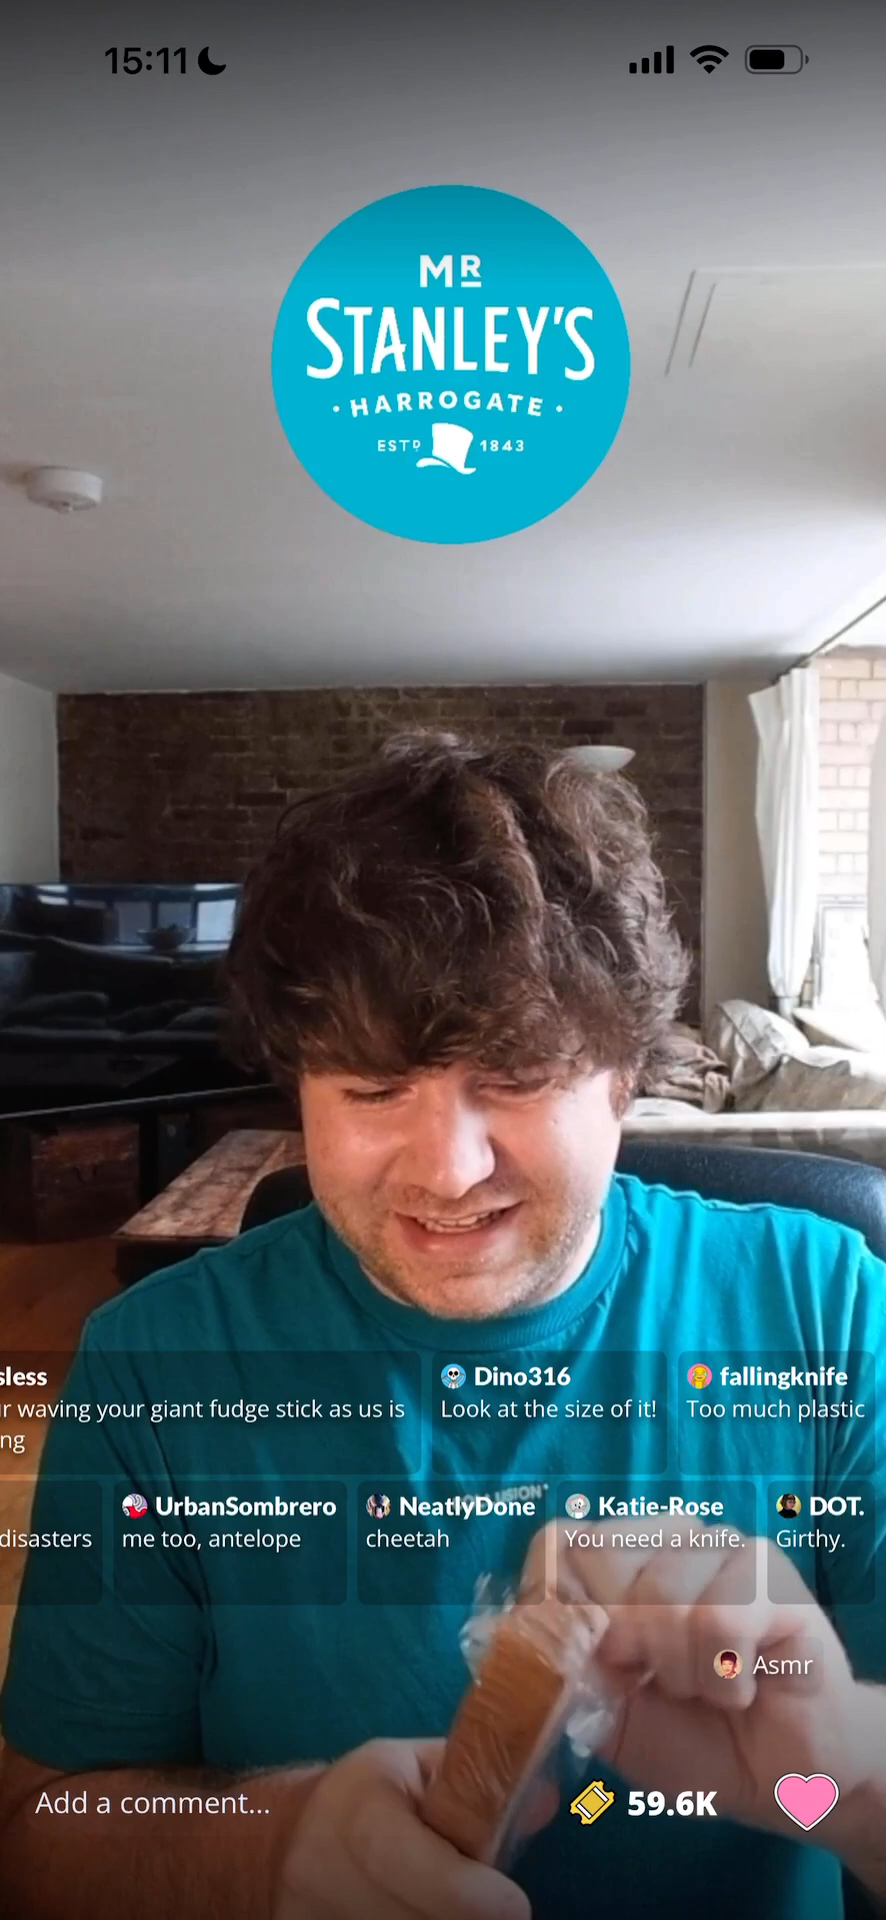 15:11
MR
STANLEY'S
· HARROGATE ·
ESTD 1843
sless
r waving your giant fudge stick as us is
ng
Dino316
Look at the size of it!
fallingknife
Too much plastic
disasters
UrbanSombrero
me too, antelope
NeatlyDone
cheetah
Katie-Rose
You need a knife.
DOT.
Girthy.
Asmr
Add a comment...
59.6K